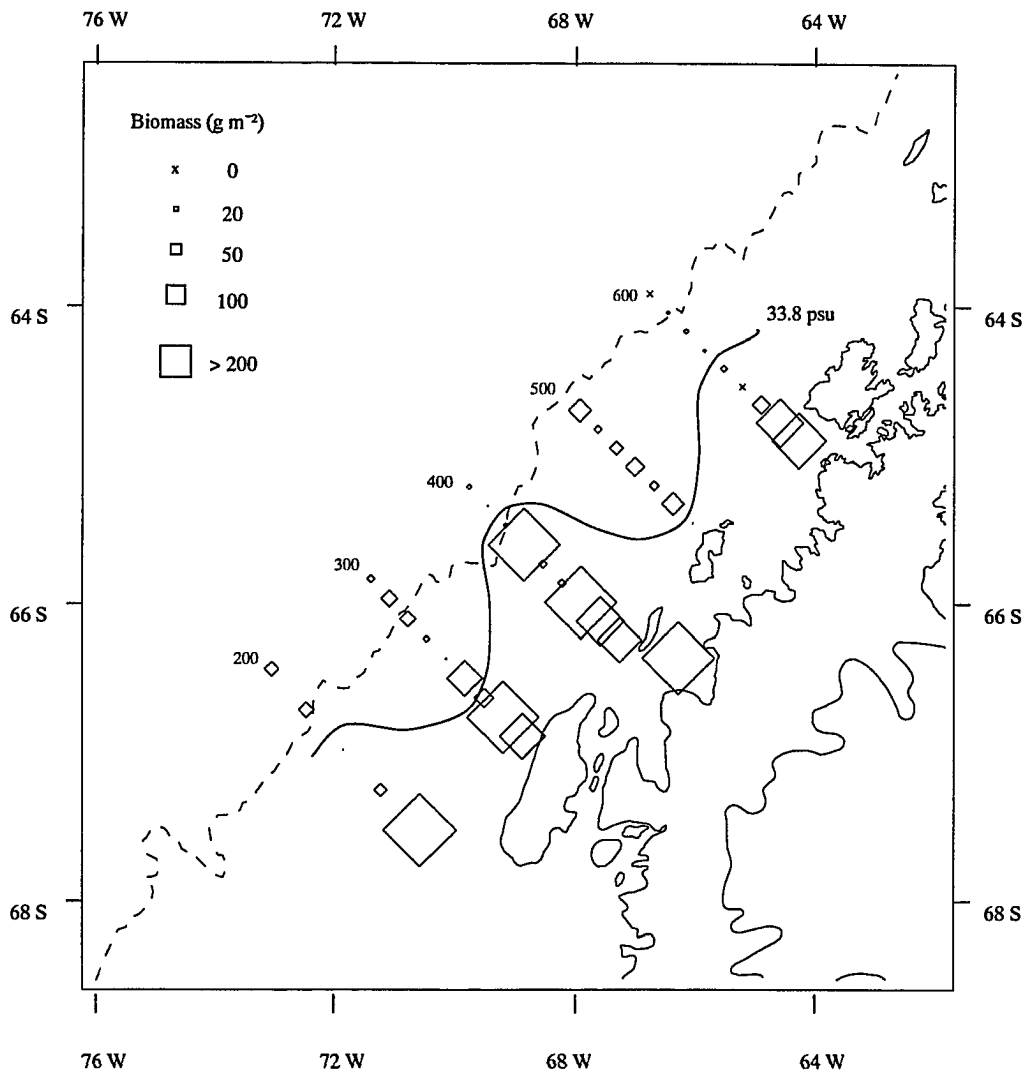 76 W 72 W 68 W 64 W
Biomass (g m⁻²)
x 0
20
50
100
> 200
600 x
64 S 64 S
33.8 psu
x
500
400
300
66 S 66 S
200
68 S 68 S
76 W 72 W 68 W 64 W